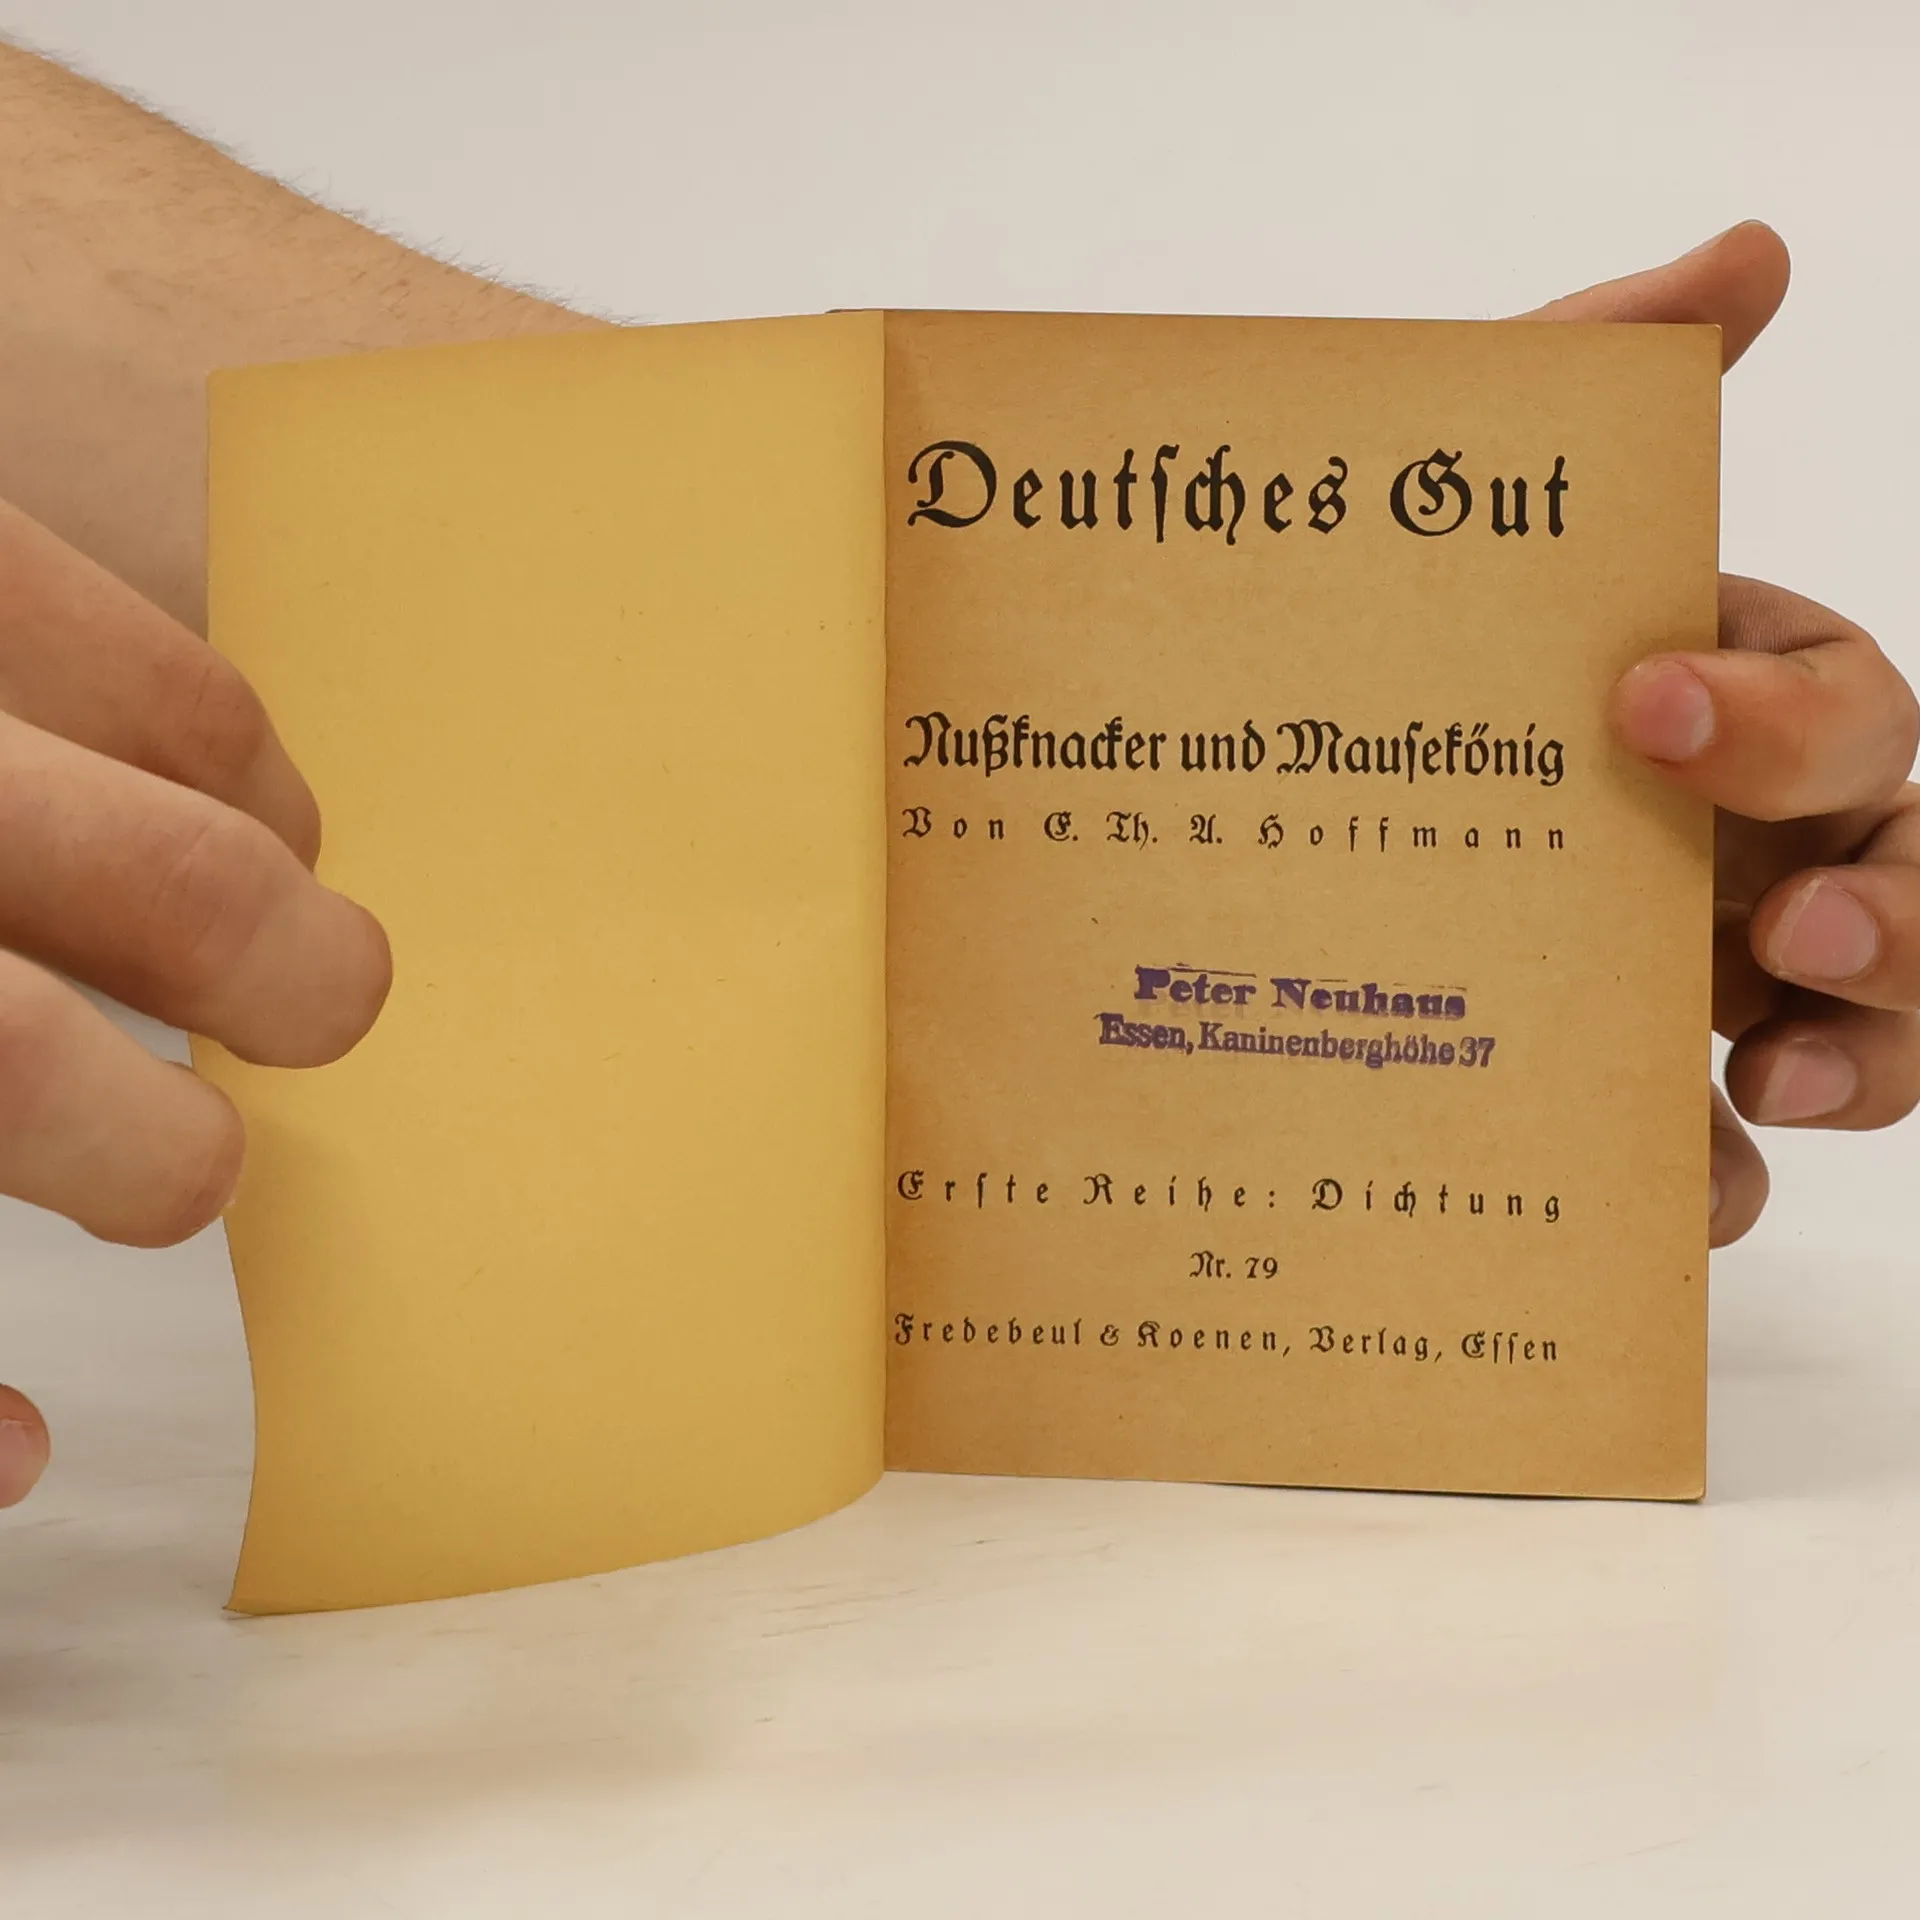 Deutſches Gut
Nußknacker und Mauſekönig
Von E. Th. A. Hoffmann
Peter Neuhaus
Essen, Kaninenberghöhe 37
Erſte Reihe: Dichtung
Nr. 79
Fredebeul & Koenen, Verlag, Eſſen